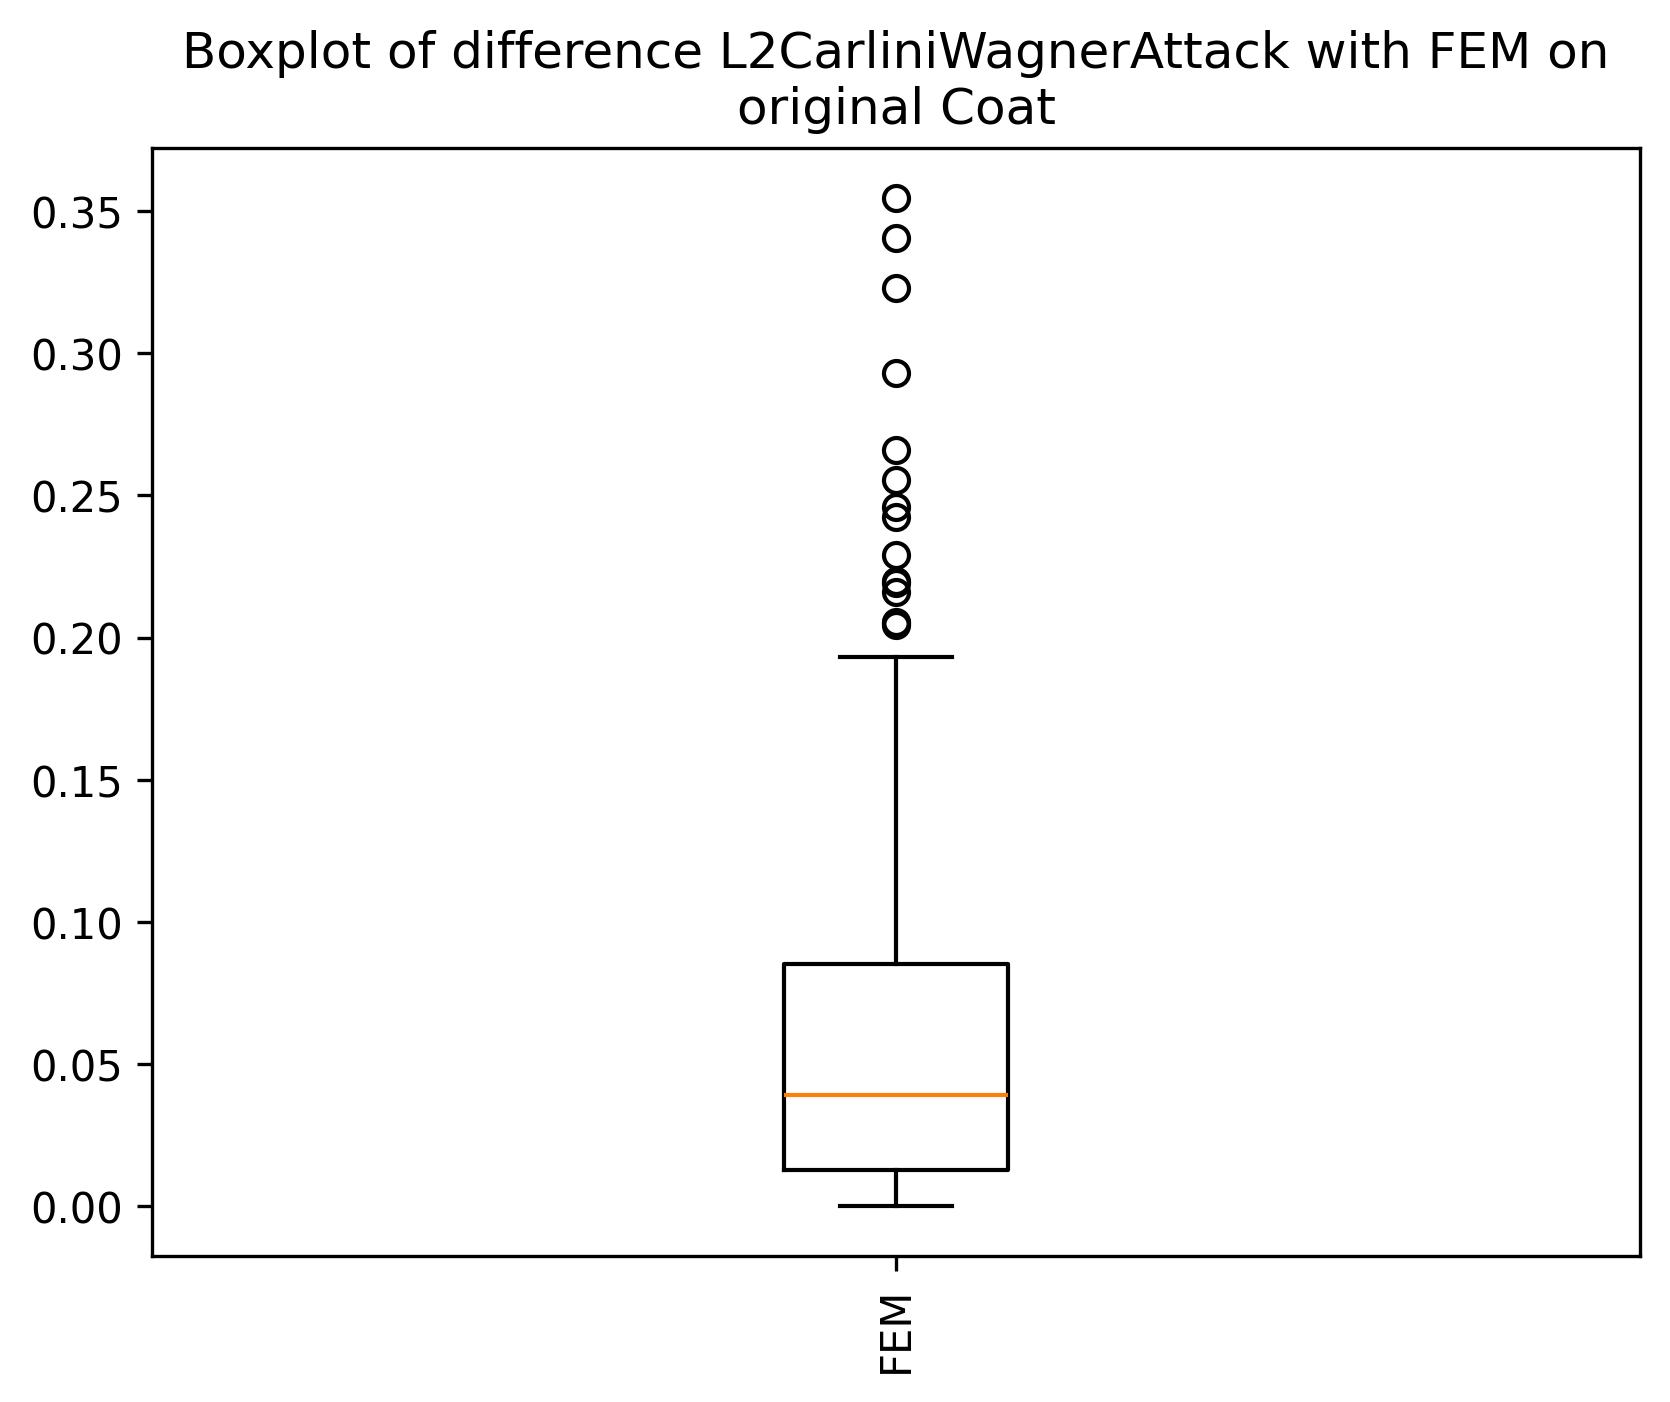 Boxplot of difference L2CarliniWagnerAttack with FEM on
original Coat
0.35
0.30
0.25
0.20
0.15
0.10
0.05
0.00
FEM